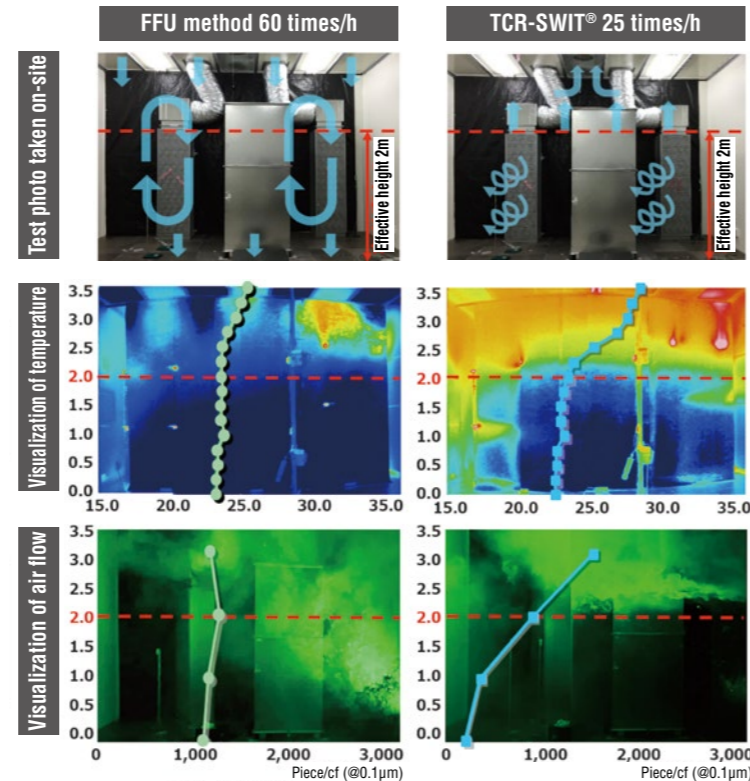 FFU method 60 times/h
TCR-SWIT® 25 times/h
Test photo taken on-site
Effective height 2m
Effective height 2m
Visualization of temperature
3.5
3.0
2.5
2.0
1.5
1.0
0.5
0.0
15.0 20.0 25.0 30.0 35.0
3.5
3.0
2.5
2.0
1.5
1.0
0.5
0.0
15.0 20.0 25.0 30.0 35.0
Visualization of air flow
3.5
3.0
2.5
2.0
1.5
1.0
0.5
0.0
0 1,000 2,000 3,000
Piece/cf (@0.1μm)
3.5
3.0
2.5
2.0
1.5
1.0
0.5
0.0
0 1,000 2,000 3,000
Piece/cf (@0.1μm)